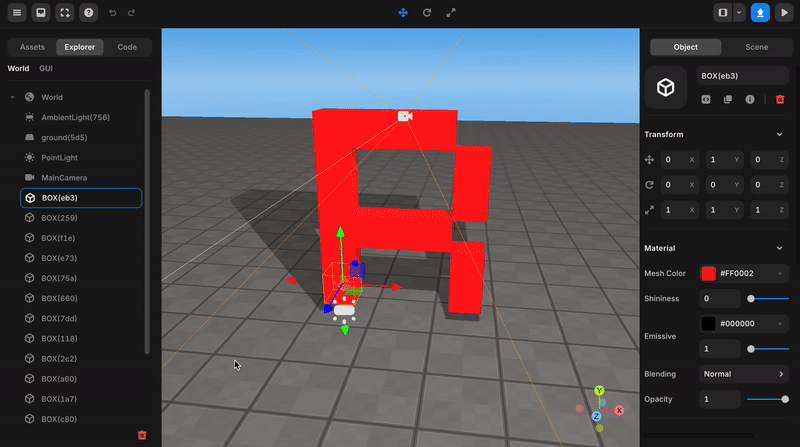 Assets Explorer Code
World GUI
World
AmbientLight(756)
ground(5d5)
PointLight
MainCamera
BOX(eb3)
BOX(259)
BOX(f1e)
BOX(e73)
BOX(75a)
BOX(660)
BOX(7dd)
BOX(118)
BOX(2c2)
BOX(a60)
BOX(1a7)
BOX(c80)
R
Y
X
Z
Object Scene
BOX(eb3)
Transform
0 X 1 Y 0 Z
0 X 0 Y 0 Z
1 X 1 Y 1 Z
Material
Mesh Color #FF0002
Shininess 0
#000000
Emissive
1
Blending Normal
Opacity 1